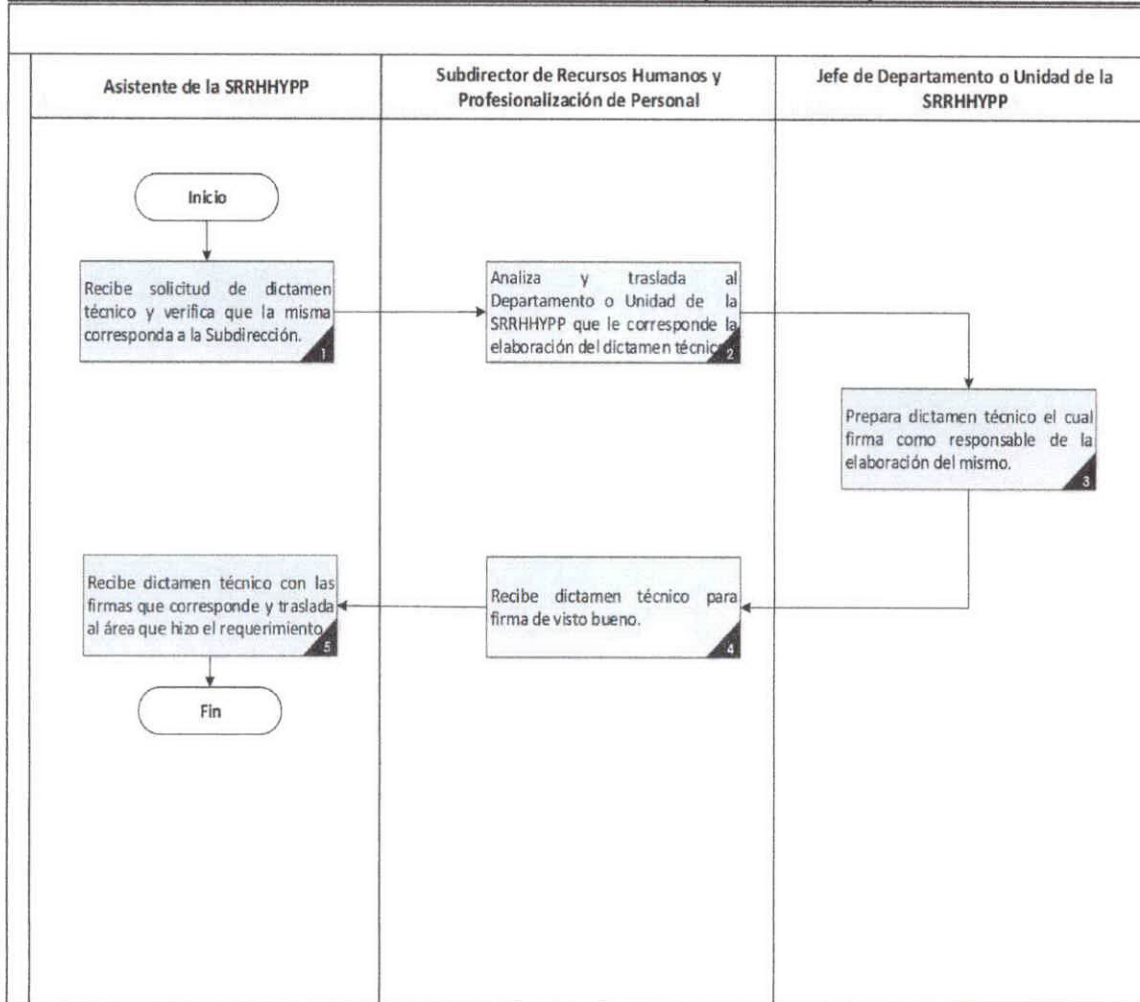 Asistente de la SRRHHYPP
Subdirector de Recursos Humanos y
Profesionalización de Personal
Jefe de Departamento o Unidad de la
SRRHHYPP
Inicio
Recibe solicitud de dictamen
técnico y verifica que la misma
corresponda a la Subdirección.
1
Analiza y traslada al
Departamento o Unidad de la
SRRHHYPP que le corresponde la
elaboración del dictamen técnic
2
Prepara dictamen técnico el cual
firma como responsable de la
elaboración del mismo.
3
Recibe dictamen técnico para
firma de visto bueno.
4
Recibe dictamen técnico con las
firmas que corresponde y traslada
al área que hizo el requerimiento
5
Fin